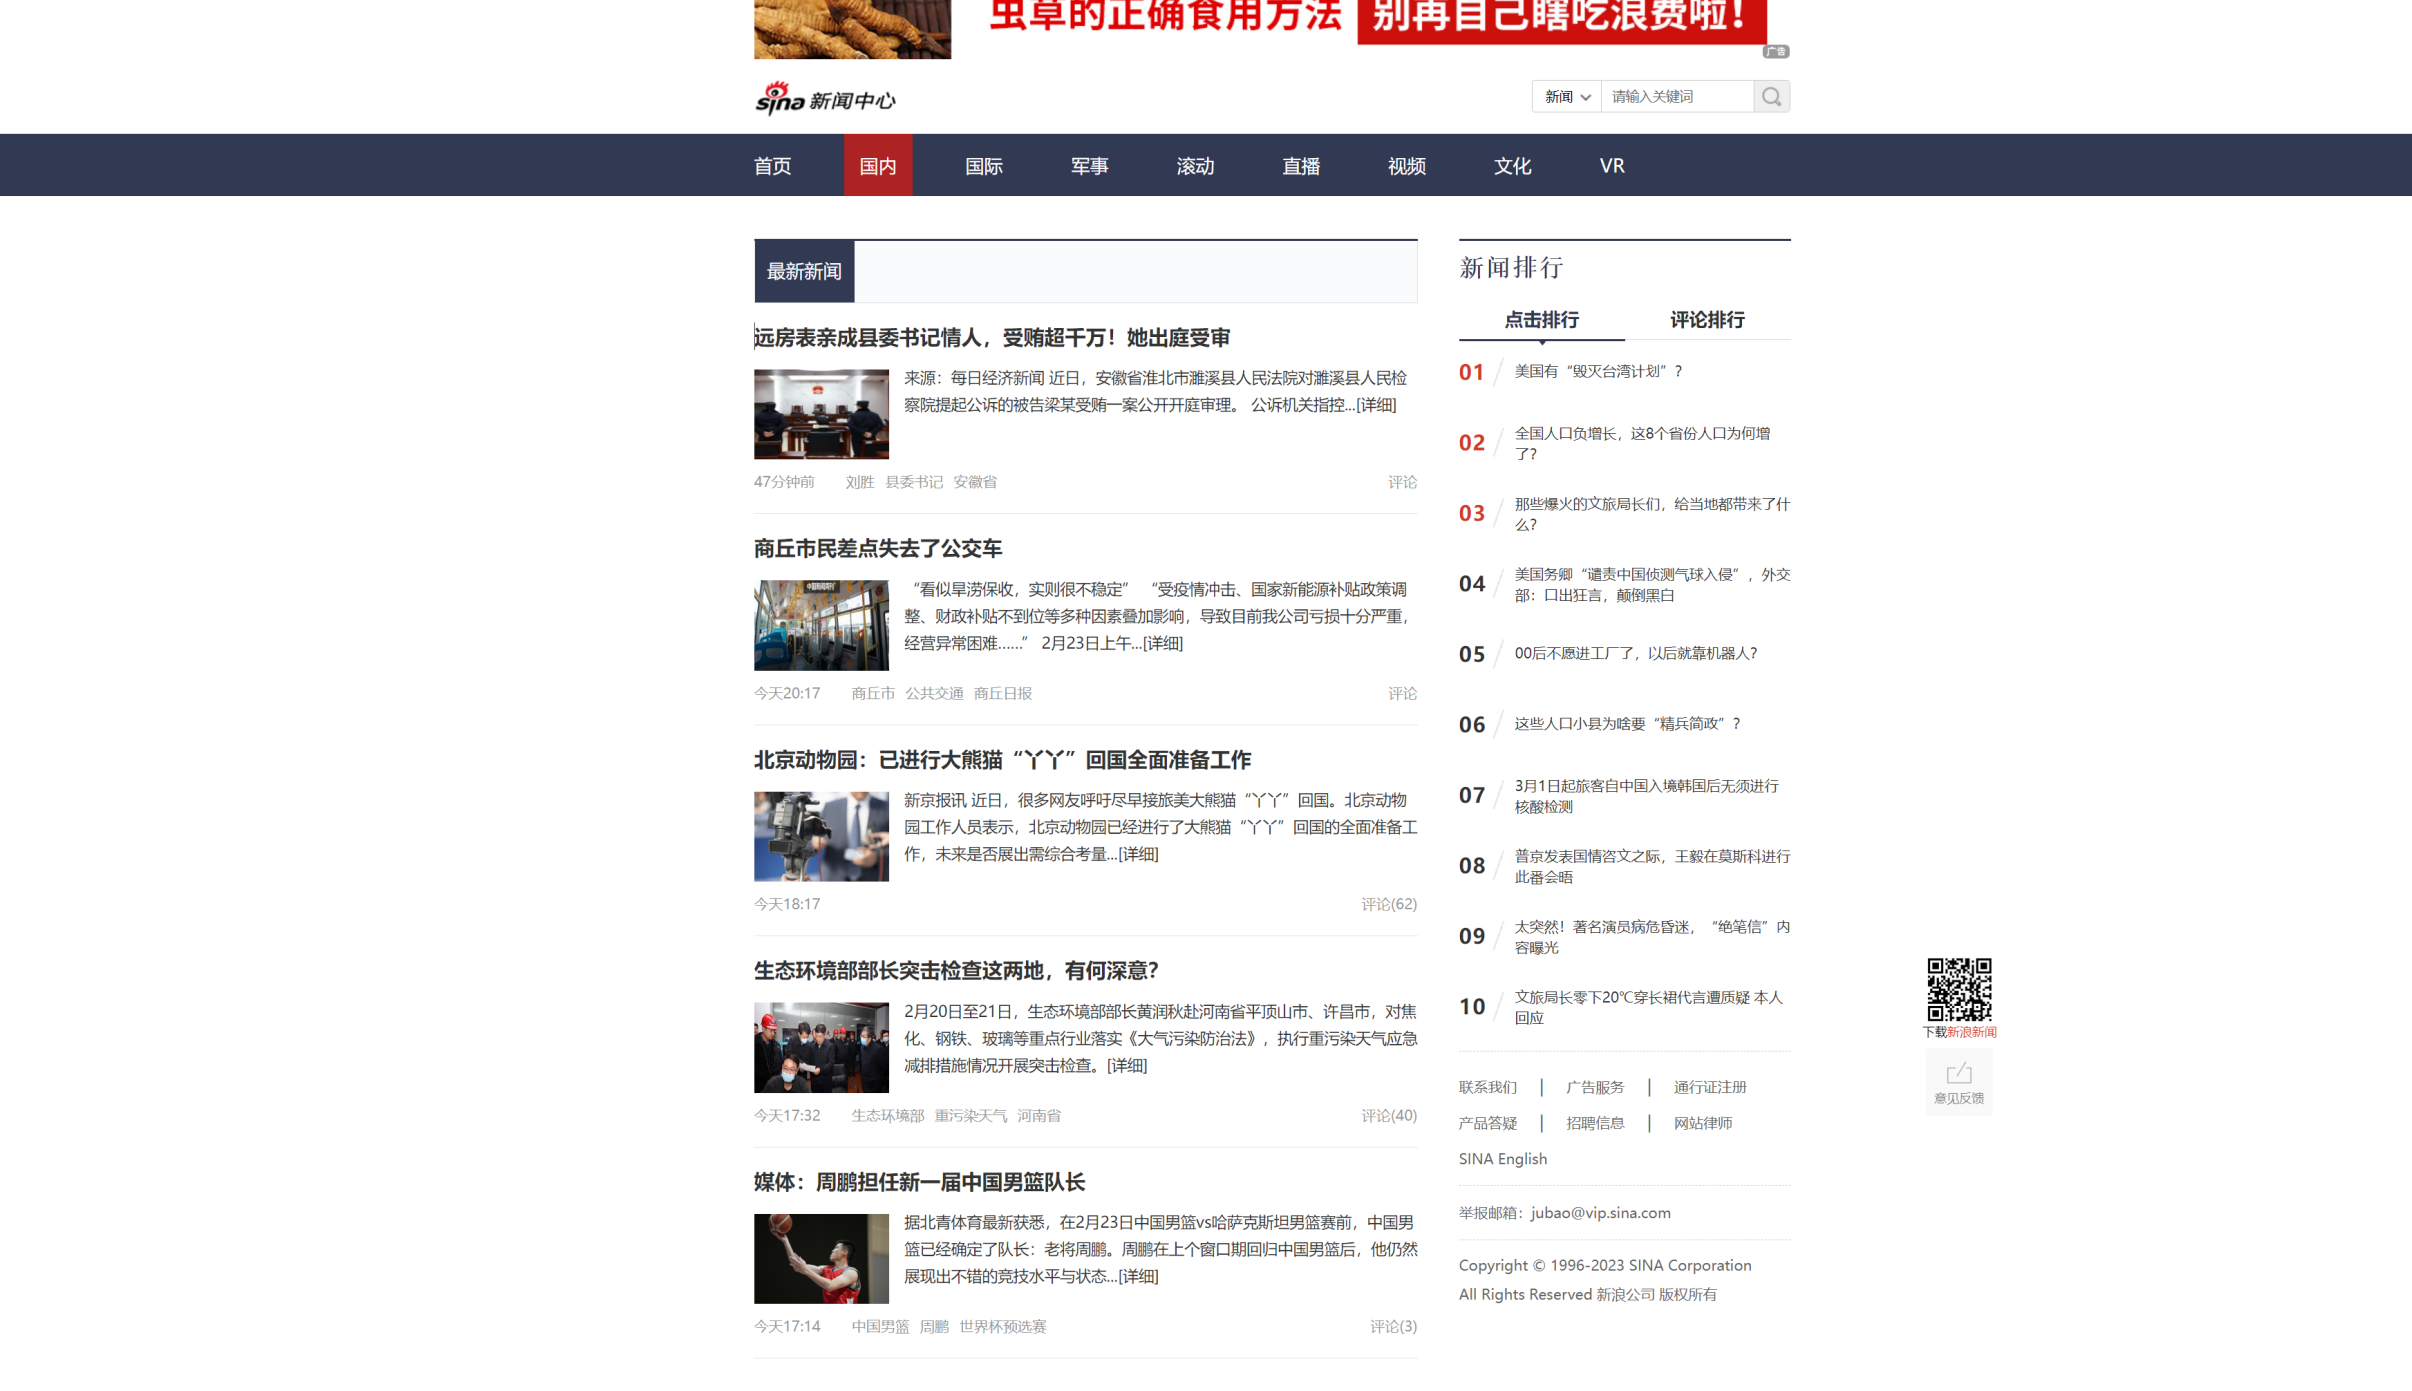 虫草的正确食用方法 别再自己瞎吃浪费啦！
广告
sina 新闻中心
新闻 请输入关键词
首页 国内 国际 军事 滚动 直播 视频 文化 VR
最新新闻
远房表亲成县委书记情人，受贿超千万！她出庭受审
来源：每日经济新闻 近日，安徽省淮北市濉溪县人民法院对濉溪县人民检
察院提起公诉的被告梁某受贿一案公开开庭审理。 公诉机关指控...[详细]
47分钟前 刘胜 县委书记 安徽省 评论
商丘市民差点失去了公交车
“看似旱涝保收，实则很不稳定” “受疫情冲击、国家新能源补贴政策调
整、财政补贴不到位等多种因素叠加影响，导致目前我公司亏损十分严重，
经营异常困难……” 2月23日上午...[详细]
今天20:17 商丘市 公共交通 商丘日报 评论
北京动物园：已进行大熊猫“丫丫”回国全面准备工作
新京报讯 近日，很多网友呼吁尽早接旅美大熊猫“丫丫”回国。北京动物
园工作人员表示，北京动物园已经进行了大熊猫“丫丫”回国的全面准备工
作，未来是否展出需综合考量...[详细]
今天18:17 评论(62)
生态环境部部长突击检查这两地，有何深意？
2月20日至21日，生态环境部部长黄润秋赴河南省平顶山市、许昌市，对焦
化、钢铁、玻璃等重点行业落实《大气污染防治法》，执行重污染天气应急
减排措施情况开展突击检查。[详细]
今天17:32 生态环境部 重污染天气 河南省 评论(40)
媒体：周鹏担任新一届中国男篮队长
据北青体育最新获悉，在2月23日中国男篮vs哈萨克斯坦男篮赛前，中国男
篮已经确定了队长：老将周鹏。周鹏在上个窗口期回归中国男篮后，他仍然
展现出不错的竞技水平与状态...[详细]
今天17:14 中国男篮 周鹏 世界杯预选赛 评论(3)
新闻排行
点击排行 评论排行
01 美国有“毁灭台湾计划”？
02 全国人口负增长，这8个省份人口为何增
了？
03 那些爆火的文旅局长们，给当地都带来了什
么？
04 美国务卿“谴责中国侦测气球入侵”，外交
部：口出狂言，颠倒黑白
05 00后不愿进工厂了，以后就靠机器人？
06 这些人口小县为啥要“精兵简政”？
07 3月1日起旅客自中国入境韩国后无须进行
核酸检测
08 普京发表国情咨文之际，王毅在莫斯科进行
此番会晤
09 太突然！著名演员病危昏迷，“绝笔信”内
容曝光
10 文旅局长零下20℃穿长裙代言遭质疑 本人
回应
联系我们 | 广告服务 | 通行证注册
产品答疑 | 招聘信息 | 网站律师
SINA English
举报邮箱：jubao@vip.sina.com
Copyright © 1996-2023 SINA Corporation
All Rights Reserved 新浪公司 版权所有
下载新浪新闻
意见反馈